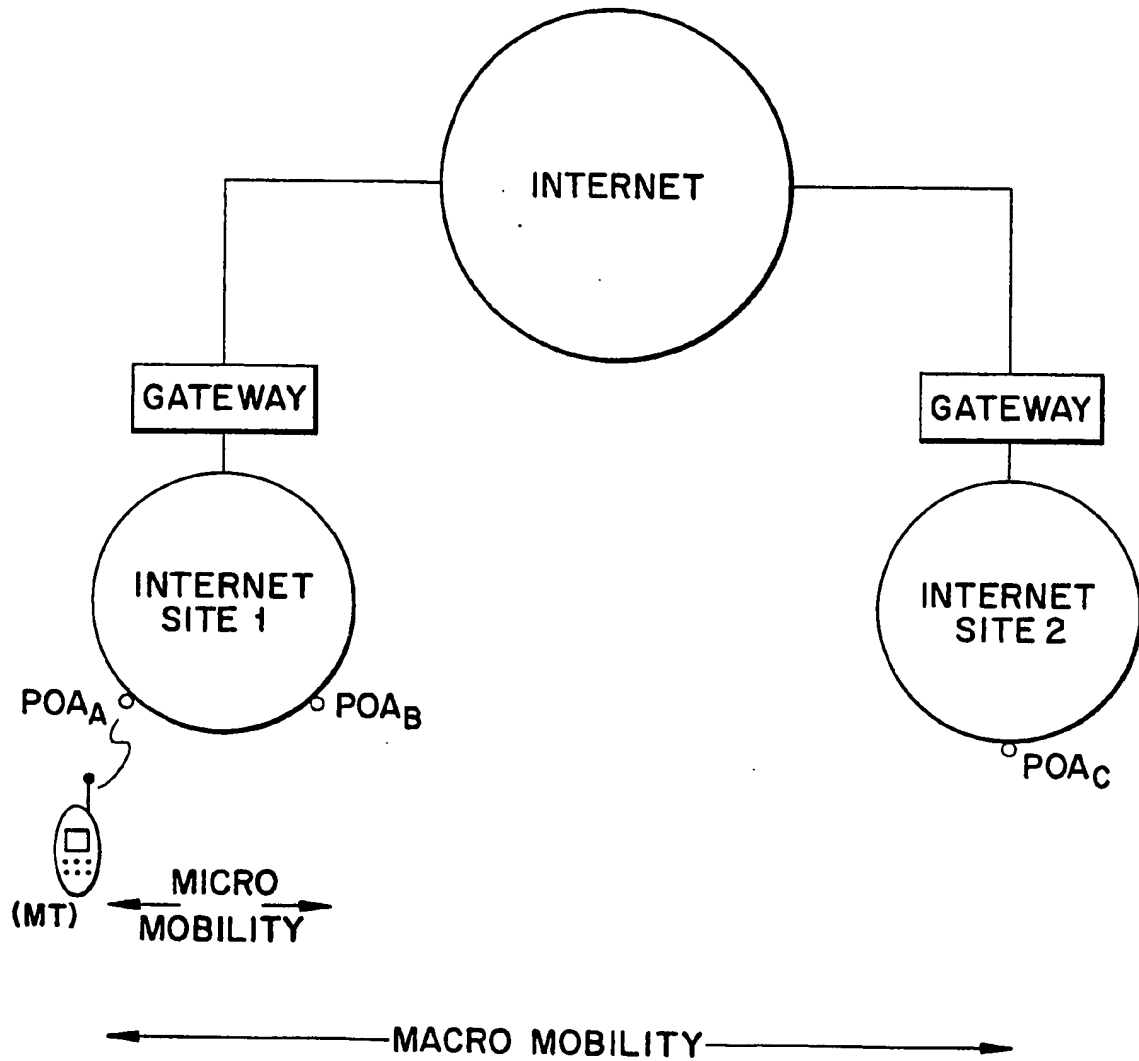 INTERNET
GATEWAY
GATEWAY
INTERNET
SITE 1
INTERNET
SITE 2
POAA
POAB
POAC
(MT)
MICRO
MOBILITY
MACRO MOBILITY